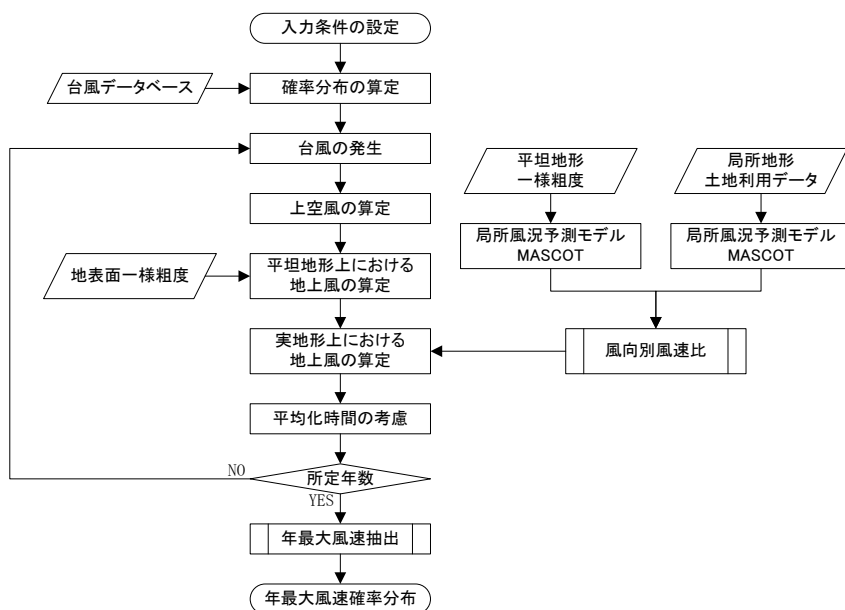 入力条件の設定
台風データベース
確率分布の算定
台風の発生
平坦地形
一様粗度
局所地形
土地利用データ
上空風の算定
局所風況予測モデル
MASCOT
局所風況予測モデル
MASCOT
地表面一様粗度
平坦地形上における
地上風の算定
実地形上における
地上風の算定
風向別風速比
平均化時間の考慮
NO
所定年数
YES
年最大風速抽出
年最大風速確率分布